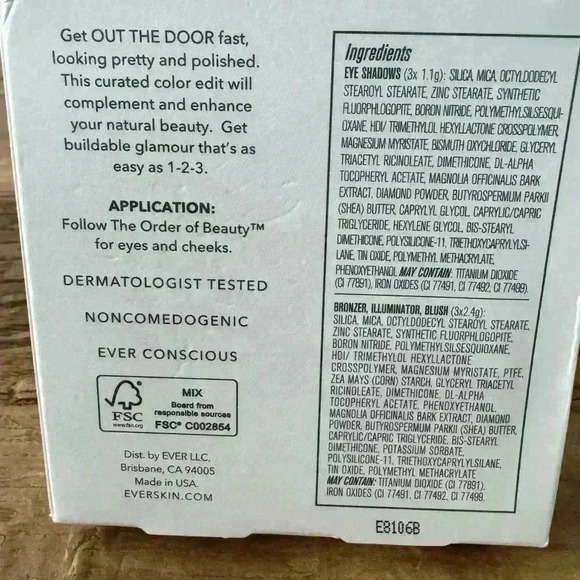 Get OUT THE DOOR fast,
looking pretty and polished.
This curated color edit will
complement and enhance
your natural beauty. Get
buildable glamour that's as
easy as 1-2-3.
APPLICATION:
Follow The Order of Beauty™
for eyes and cheeks.
DERMATOLOGIST TESTED
NONCOMEDOGENIC
EVER CONSCIOUS
FSC
www.fsc.org
MIX
Board from
responsible sources
FSC® C002854
Dist. by EVER LLC,
Brisbane, CA 94005
Made in USA.
EVERSKIN.COM
Ingredients
EYE SHADOWS (3x 1.1g): SILICA, MICA, OCTYLDODECYL
STEAROYL STEARATE, ZINC STEARATE, SYNTHETIC
FLUORPHLOGOPITE, BORON NITRIDE, POLYMETHYLSILSESQUI-
OXANE, HDI/ TRIMETHYLOL HEXYLLACTONE CROSSPOLYMER,
MAGNESIUM MYRISTATE, BISMUTH OXYCHLORIDE, GLYCERYL
TRIACETYL RICINOLEATE, DIMETHICONE, DL-ALPHA
TOCOPHERYL ACETATE, MAGNOLIA OFFICINALIS BARK
EXTRACT, DIAMOND POWDER, BUTYROSPERMUM PARKII
(SHEA) BUTTER, CAPRYLYL GLYCOL, CAPRYLIC/CAPRIC
TRIGLYCERIDE, HEXYLENE GLYCOL, BIS-STEARYL
DIMETHICONE, POLYSILICONE-11, TRIETHOXYCAPRYLYLSI-
LANE, TIN OXIDE, POLYMETHYL METHACRYLATE,
PHENOXYETHANOL MAY CONTAIN: TITANIUM DIOXIDE
(CI 77891), IRON OXIDES (CI 77491, CI 77492, CI 77499).
BRONZER, ILLUMINATOR, BLUSH (3x2.4g):
SILICA, MICA, OCTYLDODECYL STEAROYL STEARATE,
ZINC STEARATE, SYNTHETIC FLUORPHLOGOPITE,
BORON NITRIDE, POLYMETHYLSILSESQUIOXANE,
HDI/ TRIMETHYLOL HEXYLLACTONE
CROSSPOLYMER, MAGNESIUM MYRISTATE, PTFE,
ZEA MAYS (CORN) STARCH, GLYCERYL TRIACETYL
RICINOLEATE, DIMETHICONE, DL-ALPHA
TOCOPHERYL ACETATE, PHENOXYETHANOL,
MAGNOLIA OFFICINALIS BARK EXTRACT, DIAMOND
POWDER, BUTYROSPERMUM PARKII (SHEA) BUTTER,
CAPRYLIC/CAPRIC TRIGLYCERIDE, BIS-STEARYL
DIMETHICONE, POTASSIUM SORBATE,
POLYSILICONE-11, TRIETHOXYCAPRYLYLSILANE,
TIN OXIDE, POLYMETHYL METHACRYLATE
MAY CONTAIN: TITANIUM DIOXIDE (CI 77891),
IRON OXIDES (CI 77491, CI 77492, CI 77499.
E8106B